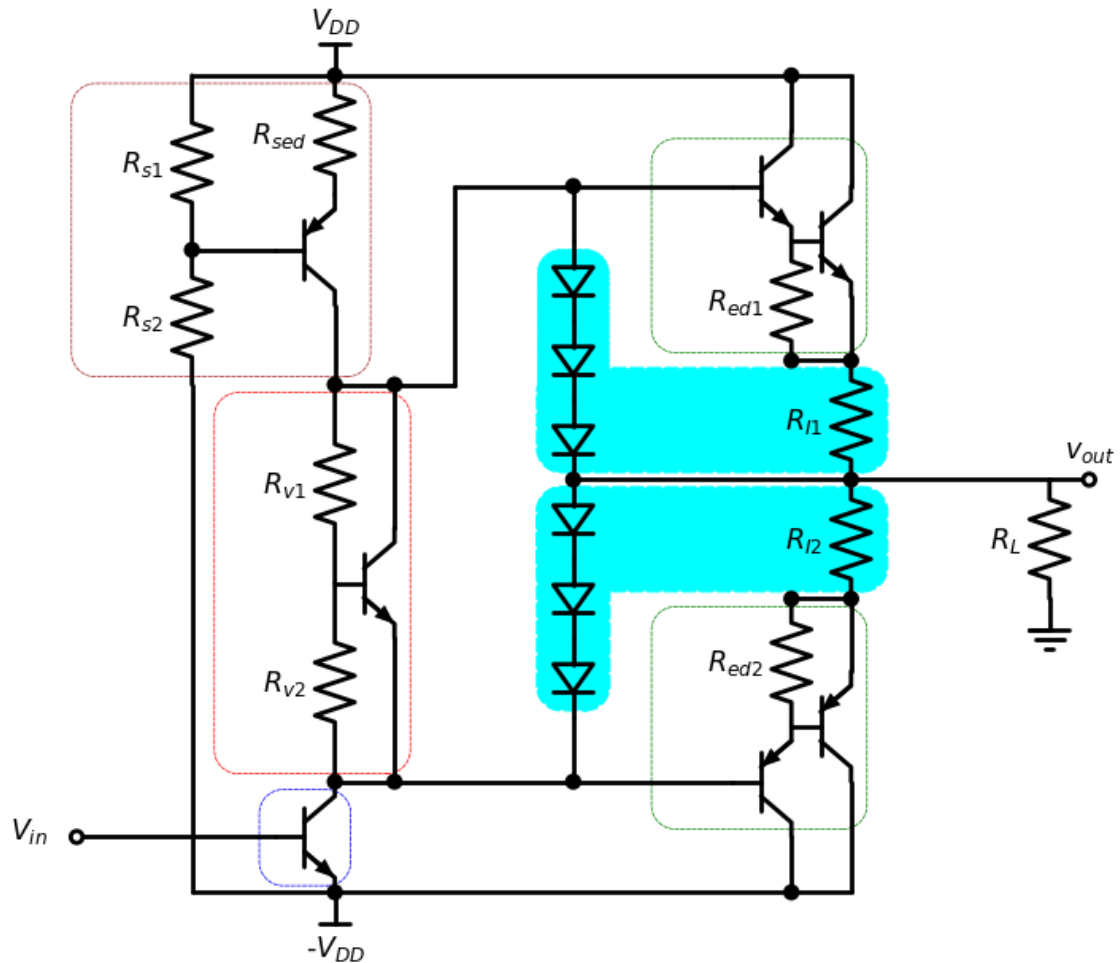 V_DD
R_s1
R_sed
R_s2
R_ed1
R_l1
v_out
R_v1
R_l2
R_L
R_v2
R_ed2
V_in
-V_DD